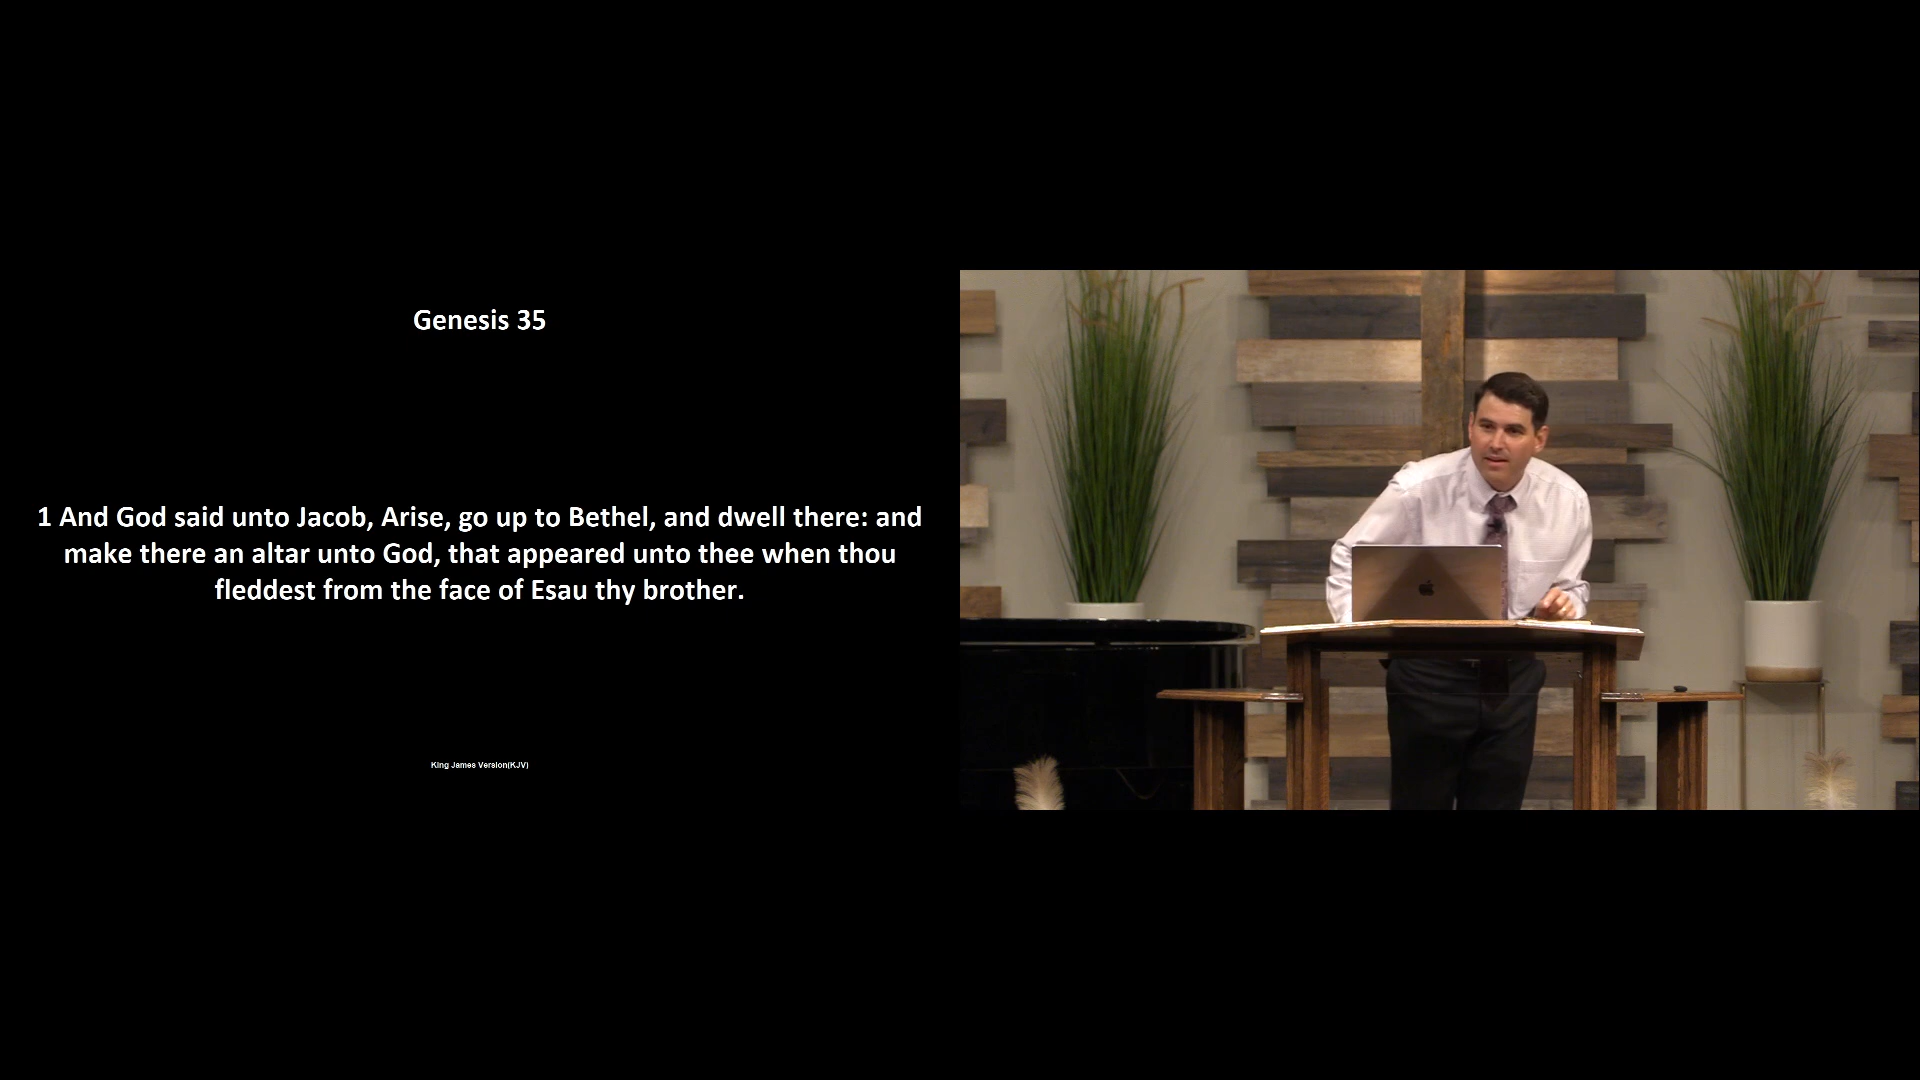 Genesis 35
1 And God said unto Jacob, Arise, go up to Bethel, and dwell there: and
make there an altar unto God, that appeared unto thee when thou
fleddest from the face of Esau thy brother.
King James Version(KJV)